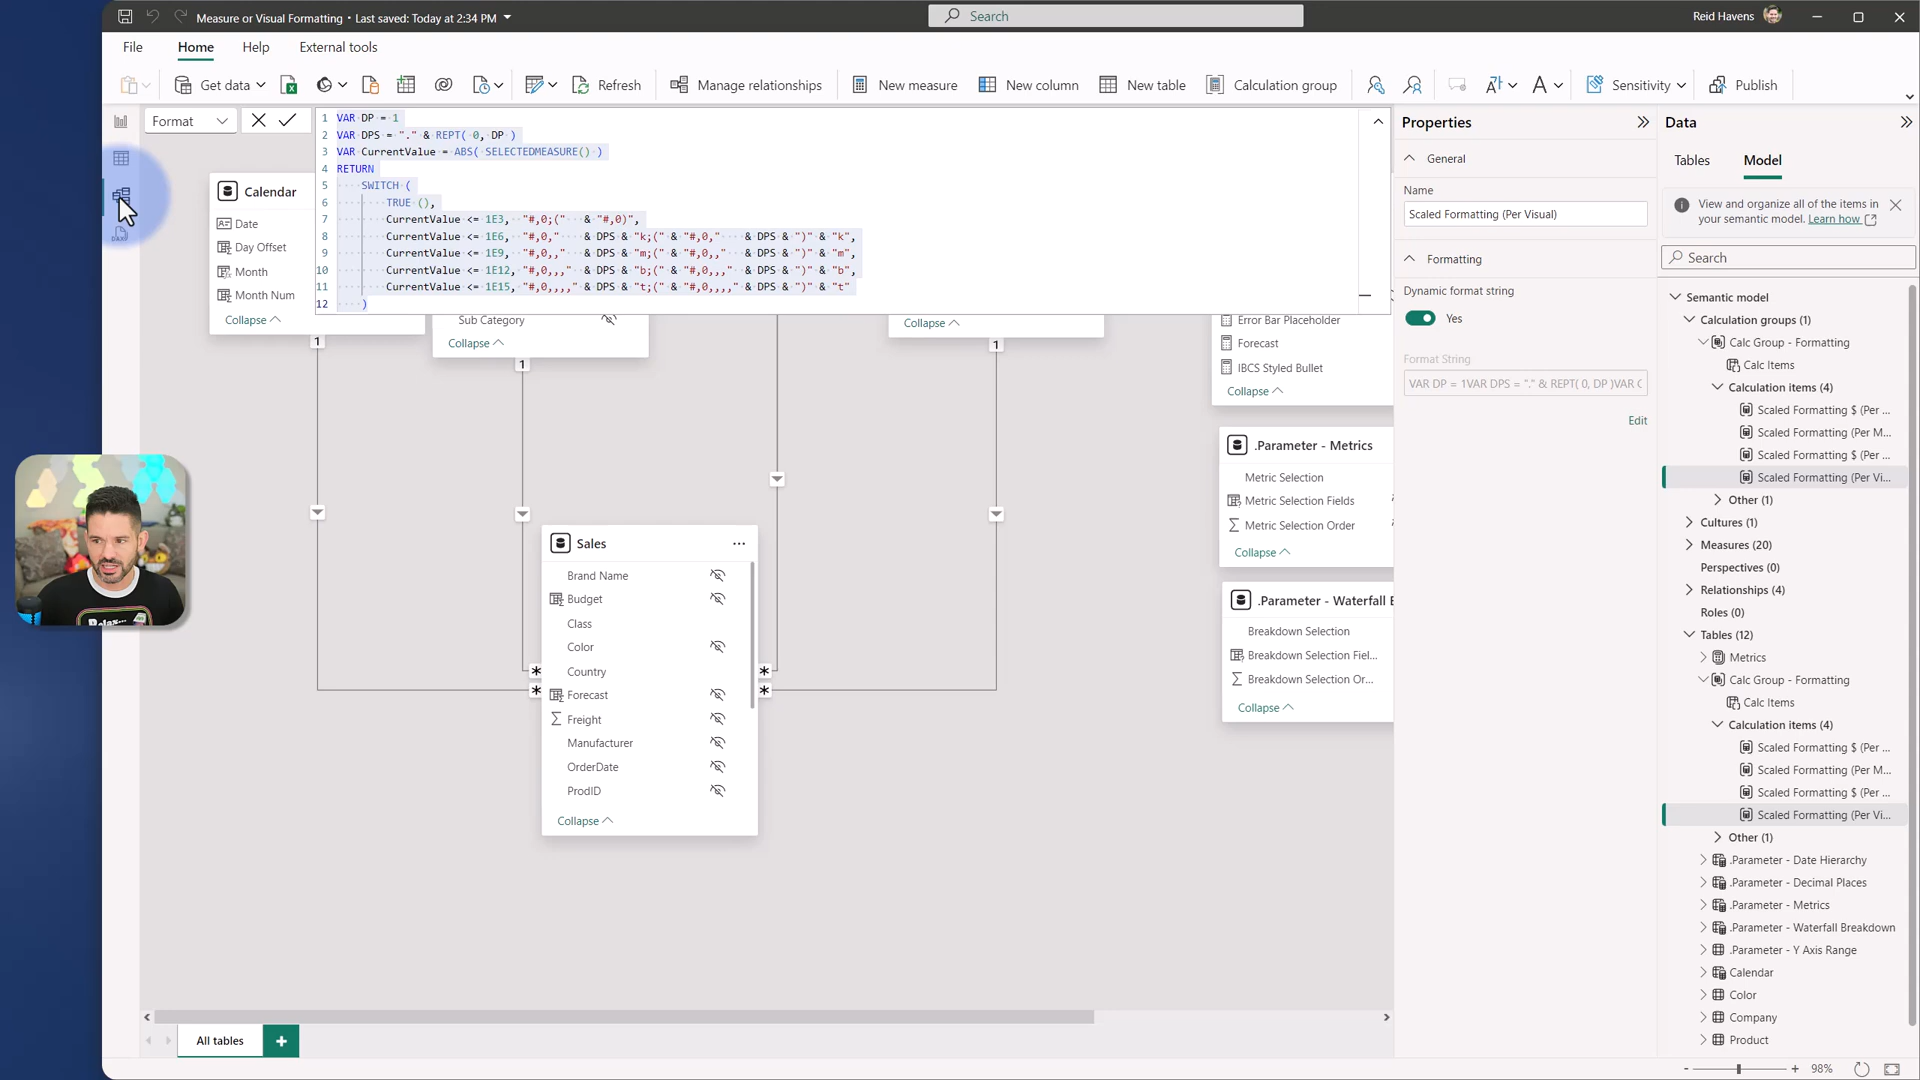 Measure or Visual Formatting • Last saved: Today at 2:34 PM
Search
Reid Havens
File
Home
Help
External tools
Get data
Refresh
Manage relationships
New measure
New column
New table
Calculation group
Sensitivity
Publish
Format
1 VAR DP = 1
2 VAR DPS = "." & REPT( 0, DP )
3 VAR CurrentValue = ABS( SELECTEDMEASURE() )
4 RETURN
5 SWITCH (
6 TRUE (),
7 CurrentValue <= 1E3, "#,0;(" & "#,0)",
8 CurrentValue <= 1E6, "#,0," & DPS & "k;(" & "#,0," & DPS & ")" & "k",
9 CurrentValue <= 1E9, "#,0,," & DPS & "m;(" & "#,0,," & DPS & ")" & "m",
10 CurrentValue <= 1E12, "#,0,,," & DPS & "b;(" & "#,0,,," & DPS & ")" & "b",
11 CurrentValue <= 1E15, "#,0,,,," & DPS & "t;(" & "#,0,,,," & DPS & ")" & "t"
12 )
Calendar
Date
Day Offset
Month
Month Num
Collapse
Sub Category
Collapse
Collapse
Error Bar Placeholder
Forecast
IBCS Styled Bullet
Collapse
1
1
1
.Parameter - Metrics
Metric Selection
Metric Selection Fields
Metric Selection Order
Collapse
.Parameter - Waterfall
Breakdown Selection
Breakdown Selection Fiel...
Breakdown Selection Or...
Collapse
Sales
Brand Name
Budget
Class
Color
Country
Forecast
Freight
Manufacturer
OrderDate
ProdID
Collapse
*
*
*
*
All tables
Properties
General
Name
Scaled Formatting (Per Visual)
Formatting
Dynamic format string
Yes
Format String
VAR DP = 1VAR DPS = "." & REPT( 0, DP )VAR C
Edit
Data
Tables
Model
View and organize all of the items in
your semantic model. Learn how
Search
Semantic model
Calculation groups (1)
Calc Group - Formatting
Calc Items
Calculation items (4)
Scaled Formatting $ (Per ...
Scaled Formatting (Per M...
Scaled Formatting $ (Per ...
Scaled Formatting (Per Vi...
Other (1)
Cultures (1)
Measures (20)
Perspectives (0)
Relationships (4)
Roles (0)
Tables (12)
Metrics
Calc Group - Formatting
Calc Items
Calculation items (4)
Scaled Formatting $ (Per ...
Scaled Formatting (Per M...
Scaled Formatting $ (Per ...
Scaled Formatting (Per Vi...
Other (1)
.Parameter - Date Hierarchy
.Parameter - Decimal Places
.Parameter - Metrics
.Parameter - Waterfall Breakdown
.Parameter - Y Axis Range
Calendar
Color
Company
Product
98%